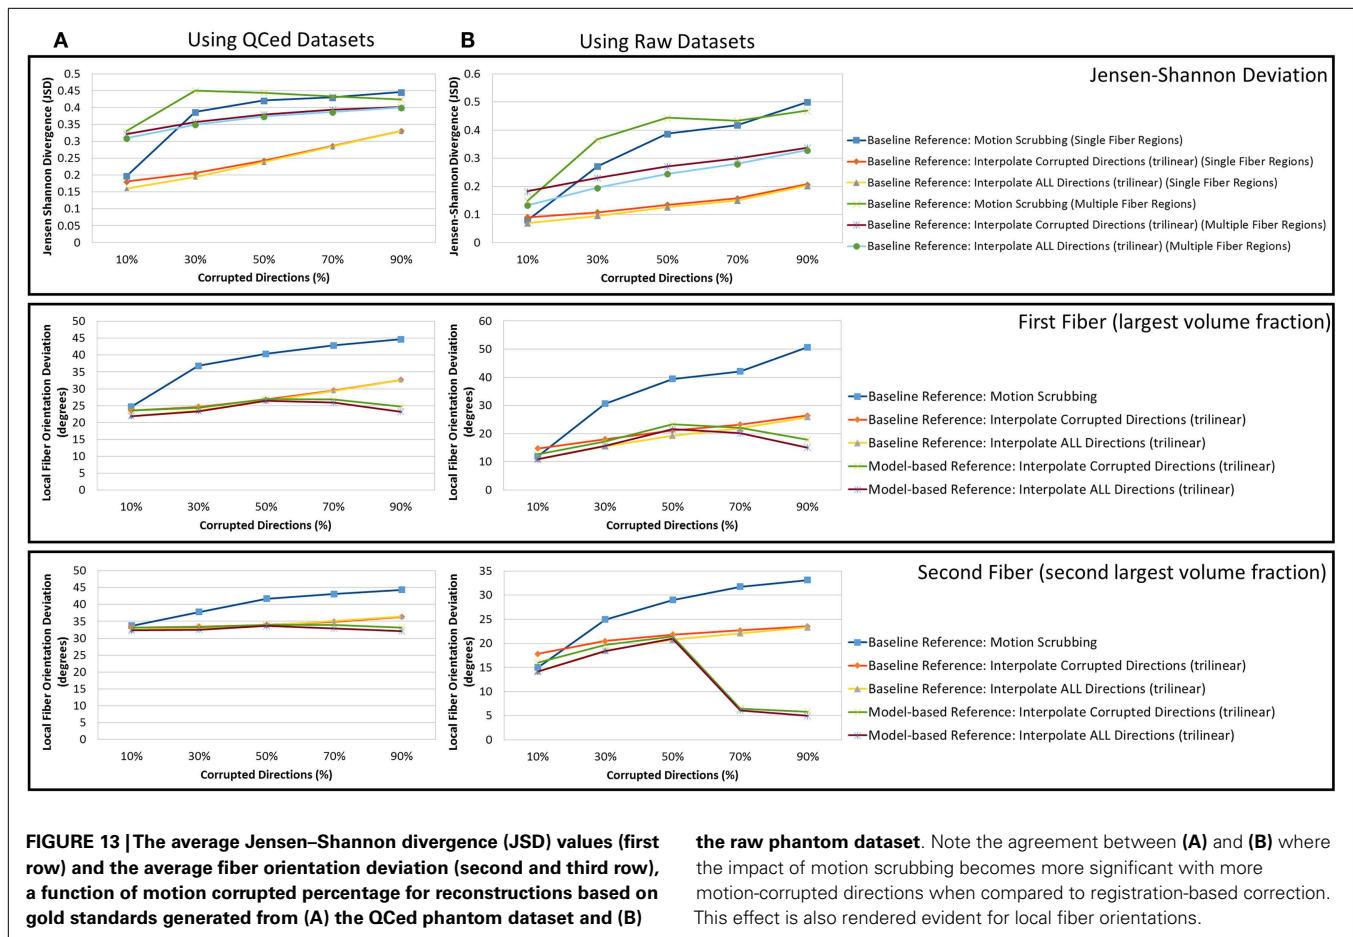 A Using QCed Datasets B Using Raw Datasets
Jensen-Shannon Deviation
Jensen Shannon Divergence (JSD)
0.5
0.45
0.4
0.35
0.3
0.25
0.2
0.15
0.1
0.05
0
10% 30% 50% 70% 90%
Corrupted Directions (%)
Jensen-Shannon Divergence (JSD)
0.6
0.5
0.4
0.3
0.2
0.1
0
10% 30% 50% 70% 90%
Corrupted Directions (%)
Baseline Reference: Motion Scrubbing (Single Fiber Regions)
Baseline Reference: Interpolate Corrupted Directions (trilinear) (Single Fiber Regions)
Baseline Reference: Interpolate ALL Directions (trilinear) (Single Fiber Regions)
Baseline Reference: Motion Scrubbing (Multiple Fiber Regions)
Baseline Reference: Interpolate Corrupted Directions (trilinear) (Multiple Fiber Regions)
Baseline Reference: Interpolate ALL Directions (trilinear) (Multiple Fiber Regions)
First Fiber (largest volume fraction)
Local Fiber Orientation Deviation
(degrees)
50
45
40
35
30
25
20
15
10
5
0
10% 30% 50% 70% 90%
Corrupted Directions (%)
Local Fiber Orientation Deviation
(degrees)
60
50
40
30
20
10
0
10% 30% 50% 70% 90%
Corrupted Directions (%)
Baseline Reference: Motion Scrubbing
Baseline Reference: Interpolate Corrupted Directions (trilinear)
Baseline Reference: Interpolate ALL Directions (trilinear)
Model-based Reference: Interpolate Corrupted Directions (trilinear)
Model-based Reference: Interpolate ALL Directions (trilinear)
Second Fiber (second largest volume fraction)
Local Fiber Orientation Deviation
(degrees)
50
45
40
35
30
25
20
15
10
5
0
10% 30% 50% 70% 90%
Corrupted Directions (%)
Local Fiber Orientation Deviation
(degrees)
35
30
25
20
15
10
5
0
10% 30% 50% 70% 90%
Corrupted Directions (%)
Baseline Reference: Motion Scrubbing
Baseline Reference: Interpolate Corrupted Directions (trilinear)
Baseline Reference: Interpolate ALL Directions (trilinear)
Model-based Reference: Interpolate Corrupted Directions (trilinear)
Model-based Reference: Interpolate ALL Directions (trilinear)
FIGURE 13 | The average Jensen–Shannon divergence (JSD) values (first
row) and the average fiber orientation deviation (second and third row),
a function of motion corrupted percentage for reconstructions based on
gold standards generated from (A) the QCed phantom dataset and (B)
the raw phantom dataset. Note the agreement between (A) and (B) where
the impact of motion scrubbing becomes more significant with more
motion-corrupted directions when compared to registration-based correction.
This effect is also rendered evident for local fiber orientations.